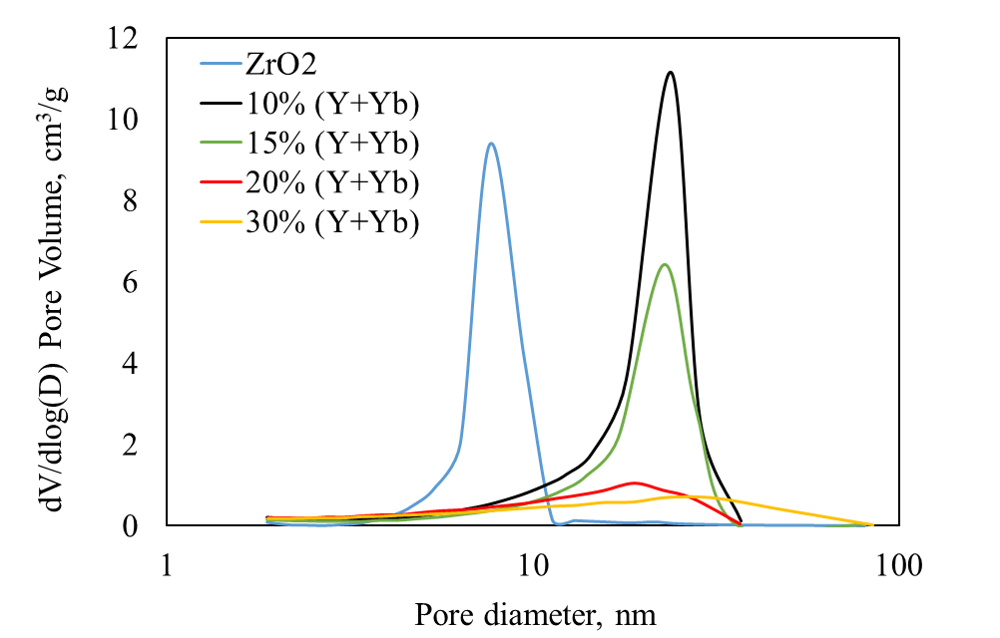 12
10
8
6
4
2
0
dV/dlog(D) Pore Volume, cm³/g
ZrO2
10% (Y+Yb)
15% (Y+Yb)
20% (Y+Yb)
30% (Y+Yb)
1 10 100
Pore diameter, nm